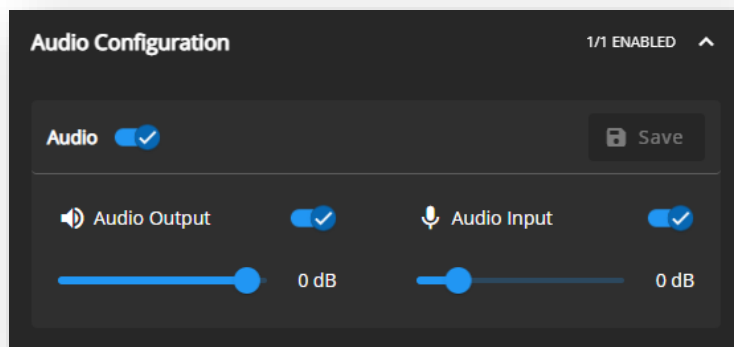 Audio Configuration 1/1 ENABLED
Audio Save
Audio Output Audio Input
0 dB 0 dB